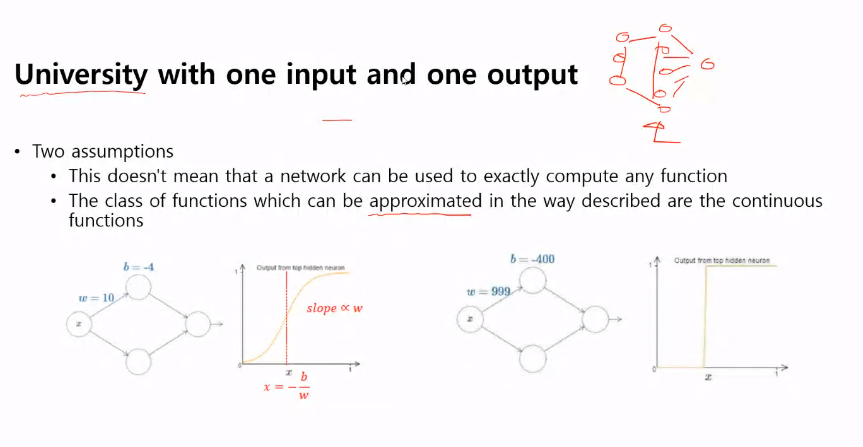 University with one input and one output
• Two assumptions
• This doesn't mean that a network can be used to exactly compute any function
• The class of functions which can be approximated in the way described are the continuous
functions
b = -4
w = 10
x
1
Output from top hidden neuron
slope ∝ w
0
x
1
x = - b/w
b = -400
w = 999
x
1
Output from top hidden neuron
0
x
1